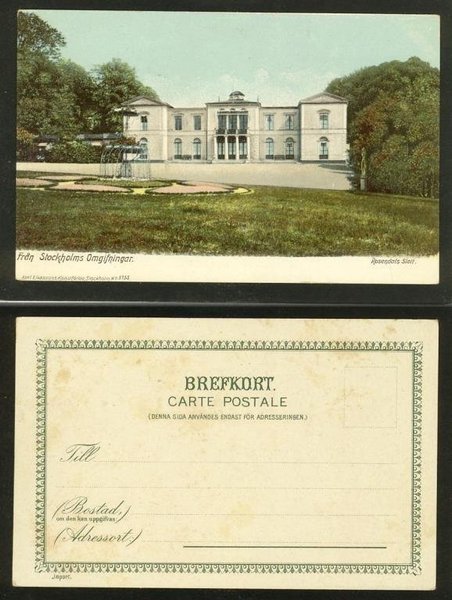 Från Stockholms Omgifningar.
Rosendals Slott.
BREFKORT.
CARTE POSTALE
(DENNA SIDA ANVÄNDES ENDAST FÖR ADRESSERINGEN.)
Till
(Bostad,)
om den kan uppgifvas
(Adressort.)
Import.